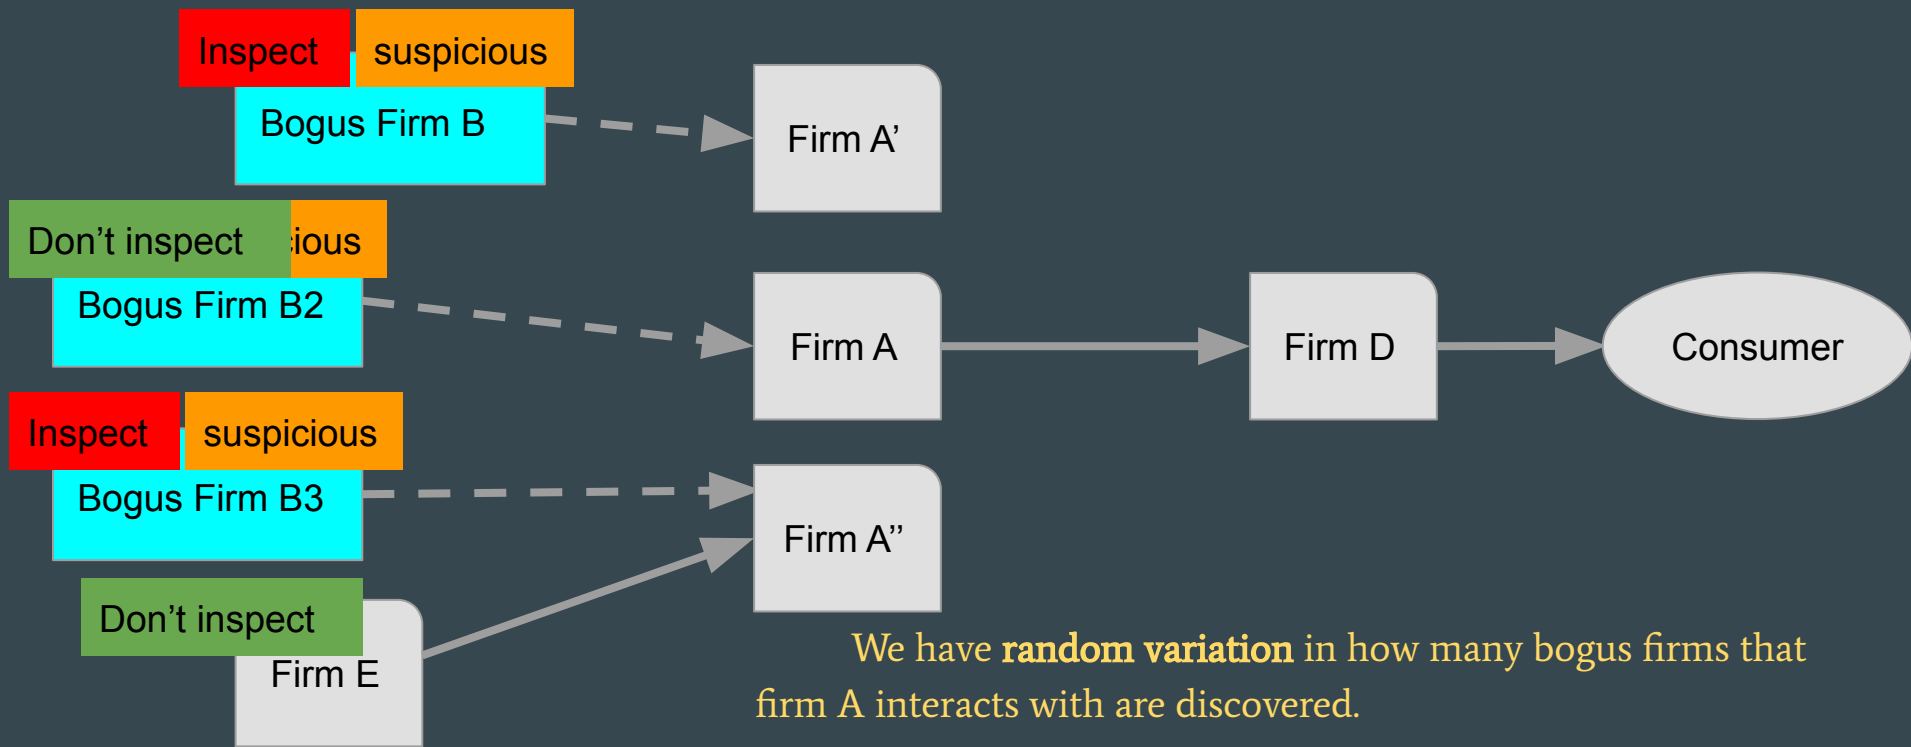 Inspect suspicious
Bogus Firm B
Firm A’
Don’t inspect cious
Bogus Firm B2
Firm A
Firm D
Consumer
Inspect suspicious
Bogus Firm B3
Firm A’’
Don’t inspect
Firm E
We have random variation in how many bogus firms that
firm A interacts with are discovered.